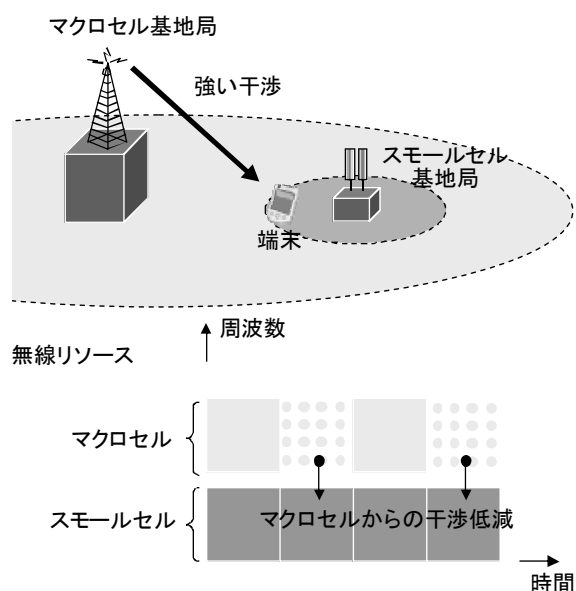 マクロセル基地局
強い干渉
スモールセル
基地局
端末
周波数
無線リソース
マクロセル
スモールセル
マクロセルからの干渉低減
時間